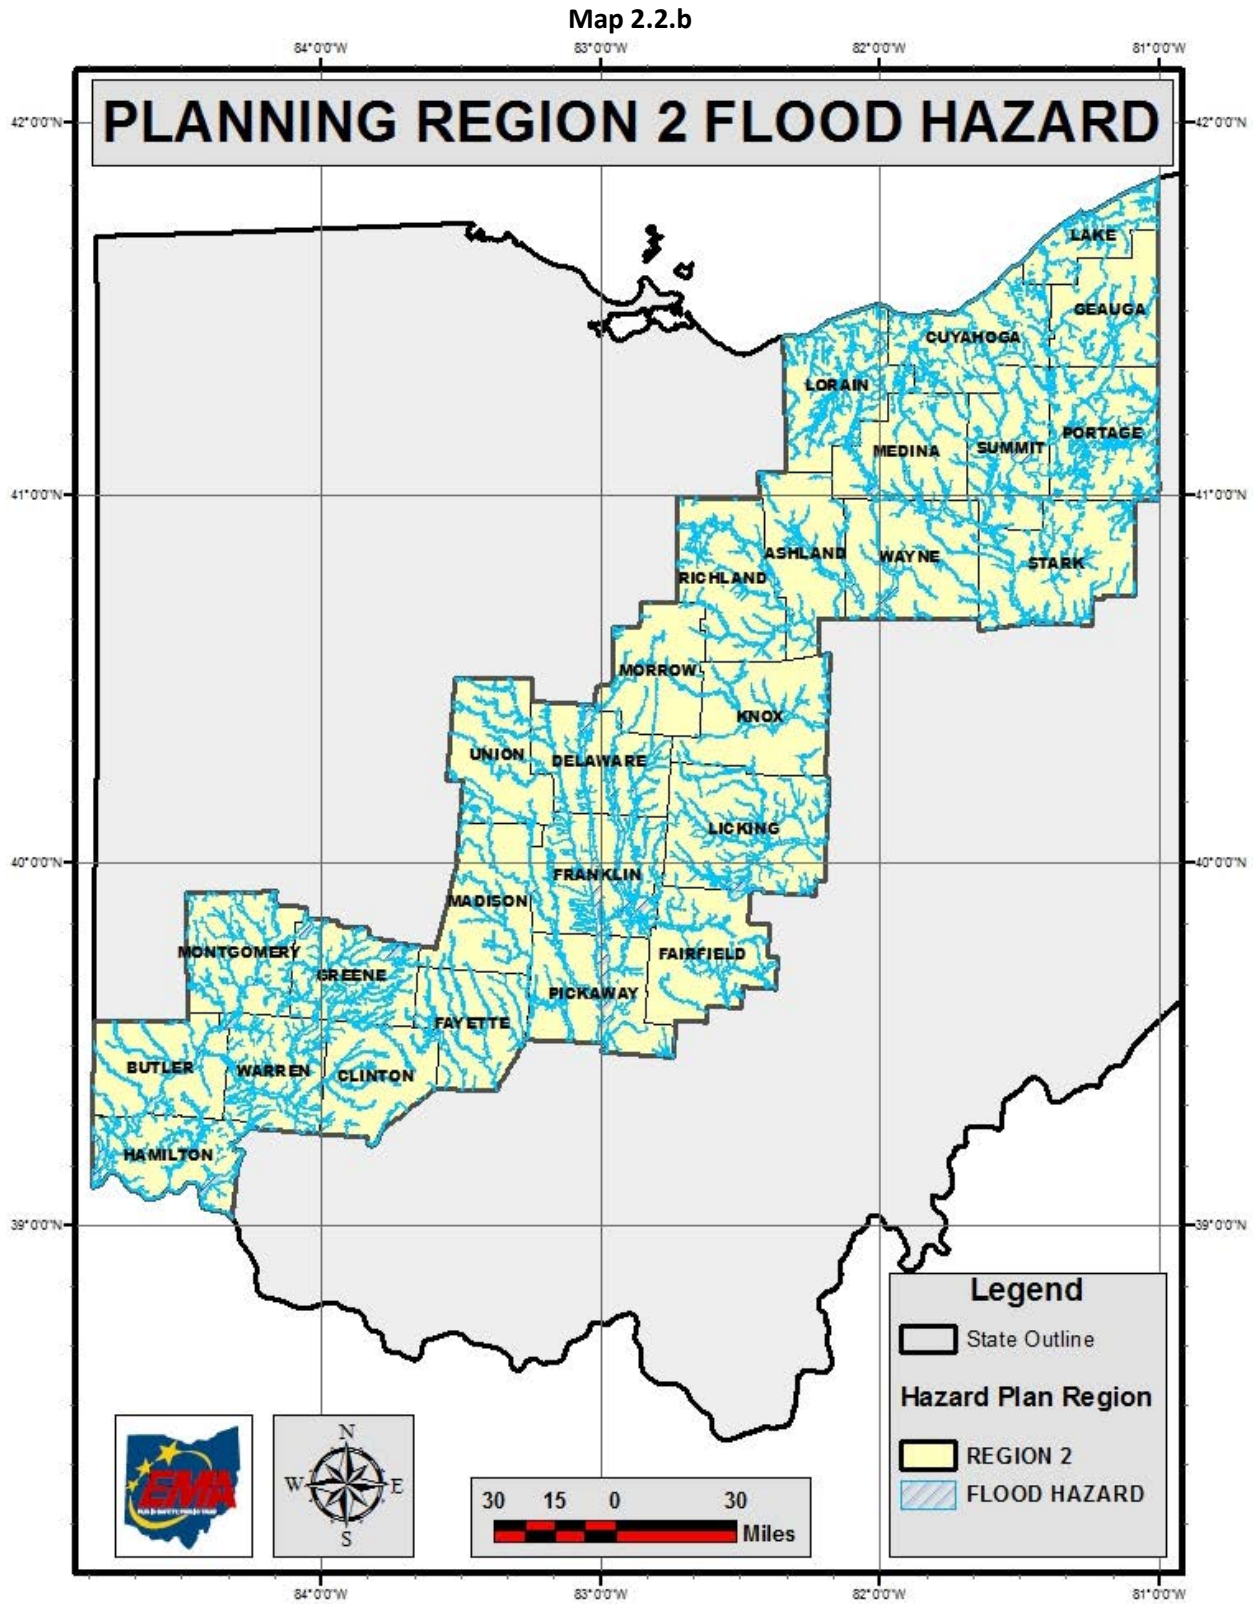 Map 2.2.b
84°0'0"W 83°0'0"W 82°0'0"W 81°0'0"W
PLANNING REGION 2 FLOOD HAZARD
42°0'0"N 42°0'0"N
LAKE
GEAUGA
CUYAHOGA
LORAIN
PORTAGE
MEDINA SUMMIT
41°0'0"N 41°0'0"N
ASHLAND WAYNE STARK
RICHLAND
MORROW
KNOX
UNION DELAWARE
LICKING
40°0'0"N 40°0'0"N
FRANKLIN
MADISON
MONTGOMERY FAIRFIELD
GREENE
PICKAWAY
FAYETTE
BUTLER WARREN CLINTON
HAMILTON
39°0'0"N 39°0'0"N
Legend
State Outline
Hazard Plan Region
REGION 2
FLOOD HAZARD
EMA
N
W E
S
30 15 0 30
Miles
84°0'0"W 83°0'0"W 82°0'0"W 81°0'0"W